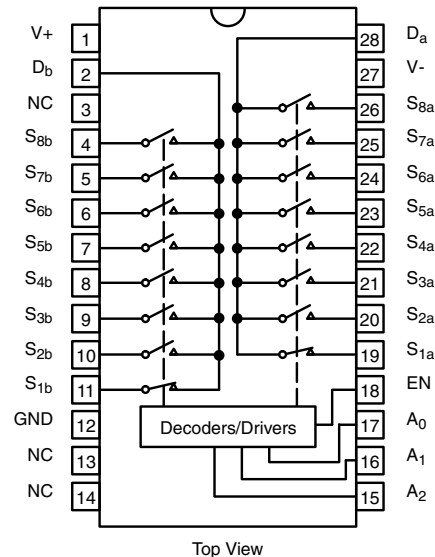 V+ 1 28 Da
Db 2 27 V-
NC 3 26 S8a
S8b 4 25 S7a
S7b 5 24 S6a
S6b 6 23 S5a
S5b 7 22 S4a
S4b 8 21 S3a
S3b 9 20 S2a
S2b 10 19 S1a
S1b 11 18 EN
GND 12 Decoders/Drivers 17 A0
NC 13 16 A1
NC 14 15 A2
Top View